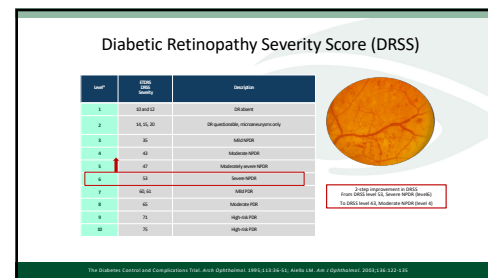 Diabetic Retinopathy Severity Score (DRSS)
Level* ETDRS DRSS Severity Description
1 10 and 12 DR absent
2 14, 15, 20 DR questionable, microaneurysms only
3 35 Mild NPDR
4 43 Moderate NPDR
5 47 Moderately severe NPDR
6 53 Severe NPDR
7 60, 61 Mild PDR
8 65 Moderate PDR
9 71 High-risk PDR
10 75 High-risk PDR
2-step improvement in DRSS
From DRSS level 53, Severe NPDR (level6)
To DRSS level 43, Moderate NPDR (level 4)
The Diabetes Control and Complications Trial. Arch Ophthalmol. 1995;113:36-51; Aiello LM. Am J Ophthalmol. 2003;136:122-135